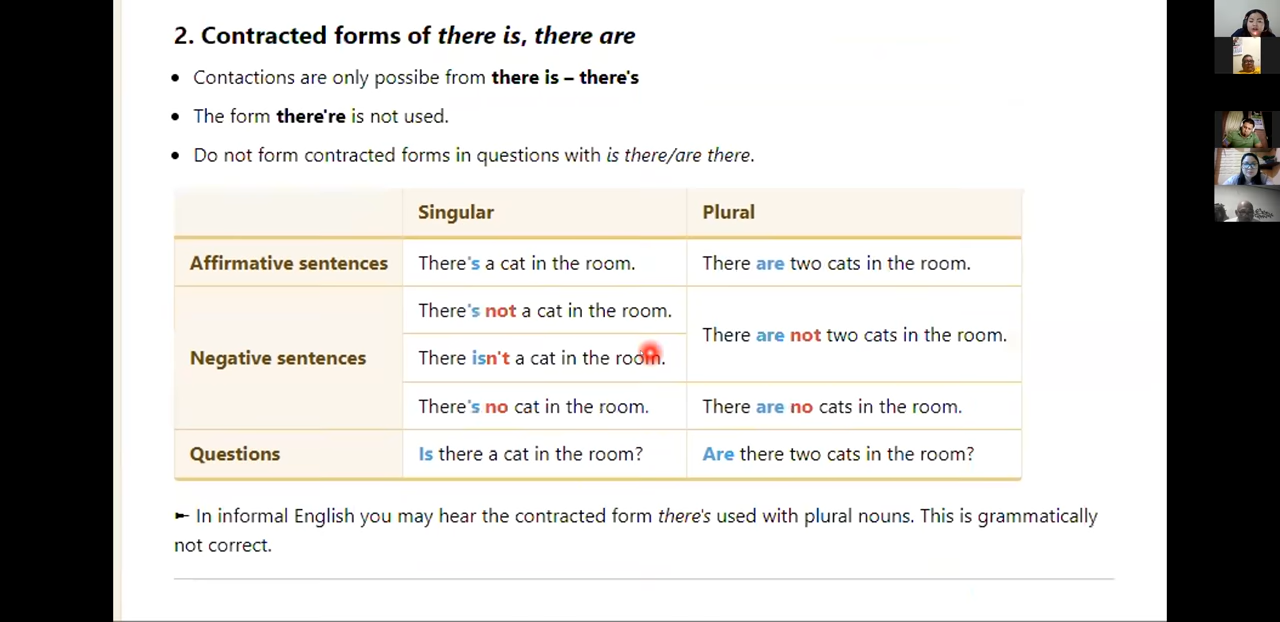 2. Contracted forms of there is, there are
• Contactions are only possibe from there is – there's
• The form there're is not used.
• Do not form contracted forms in questions with is there/are there.
Singular Plural
Affirmative sentences There's a cat in the room. There are two cats in the room.
There's not a cat in the room.
There are not two cats in the room.
Negative sentences There isn't a cat in the room.
There's no cat in the room. There are no cats in the room.
Questions Is there a cat in the room? Are there two cats in the room?
► In informal English you may hear the contracted form there's used with plural nouns. This is grammatically
not correct.